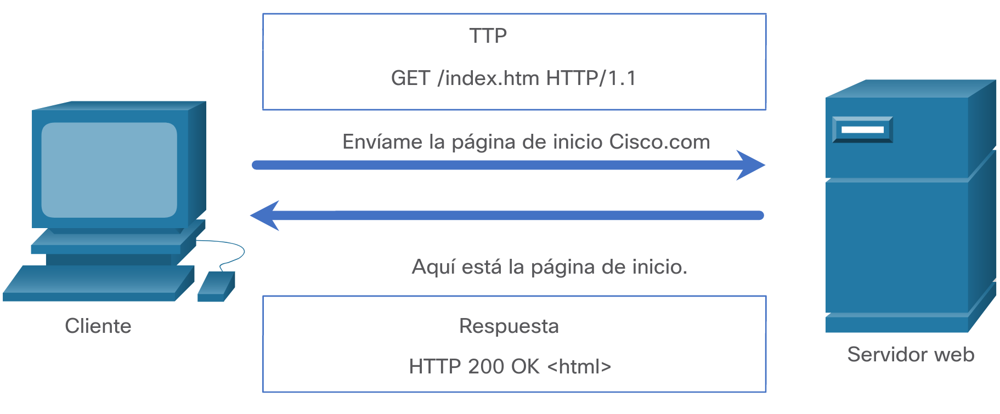 TTP
GET /index.htm HTTP/1.1
Envíame la página de inicio Cisco.com
Aquí está la página de inicio.
Cliente
Respuesta
HTTP 200 OK <html>
Servidor web